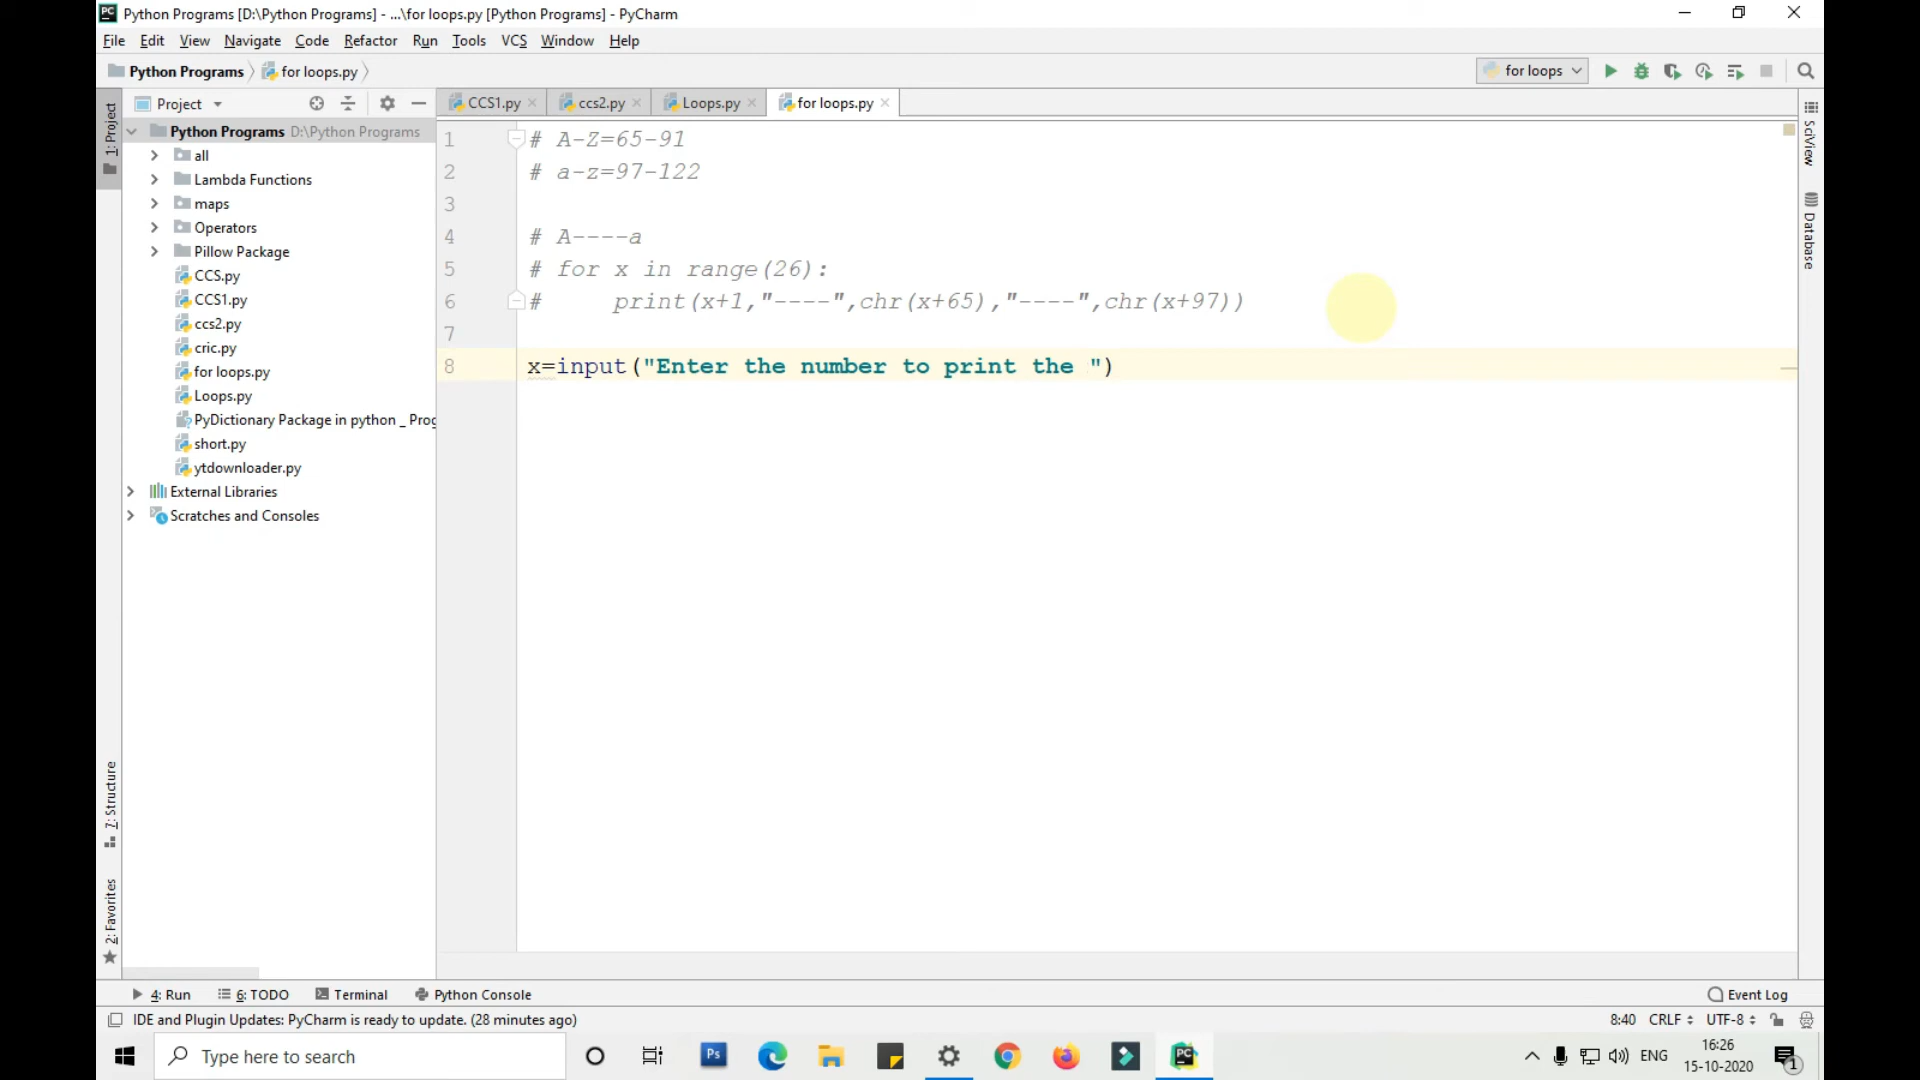 Python Programs [D:\Python Programs] - ...\for loops.py [Python Programs] - PyCharm
File Edit View Navigate Code Refactor Run Tools VCS Window Help
Python Programs for loops.py
for loops
1: Project
Project
CCS1.py
ccs2.py
Loops.py
for loops.py
Python Programs D:\Python Programs
all
Lambda Functions
maps
Operators
Pillow Package
CCS.py
CCS1.py
ccs2.py
cric.py
for loops.py
Loops.py
PyDictionary Package in python _ Prog
short.py
ytdownloader.py
External Libraries
Scratches and Consoles
1 # A-Z=65-91
2 # a-z=97-122
3
4 # A----a
5 # for x in range(26):
6 #     print(x+1,"----",chr(x+65),"----",chr(x+97))
7
8 x=input("Enter the number to print the ")
SciView
Database
7: Structure
2: Favorites
4: Run 6: TODO Terminal Python Console Event Log
IDE and Plugin Updates: PyCharm is ready to update. (28 minutes ago) 8:40 CRLF UTF-8
Type here to search
Ps
PC
ENG
16:26
15-10-2020
1